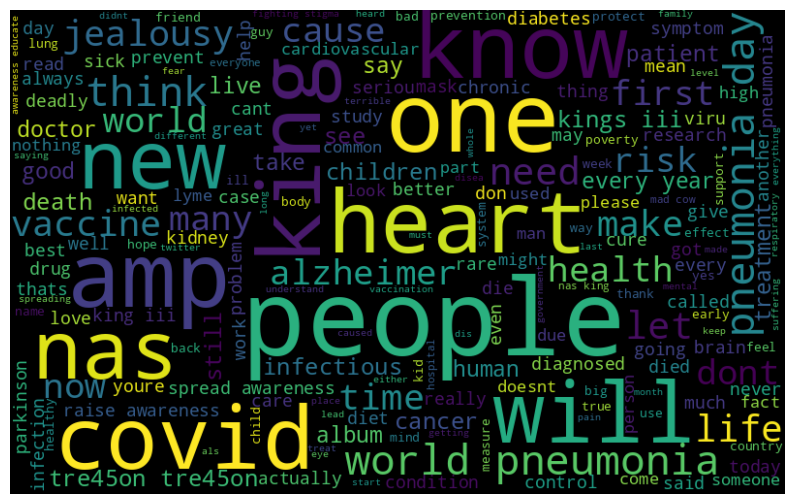 awareness educate
didnt
friend
fighting stigma
heard
bad
prevention
protect
family
day
jealousy
help
guy
cause
know
diabetes
symptom
lung
read
sick
prevent
cardiovascular
say
patient
mean
everyone
fear
think
live
serious
mask
chronic
thing
first
level
pneumonia
always
terrible
deadly
cant
study
one
kings iii
viru
high
pneumonia day
doctor
world
great
yet
common
may
poverty
research
different
whole
nothing
saying
new
king
see
need
risk
week
good
take
children
part
treatment
another
ill
body
look
better
don
used
please
mad cow
support
respiratory
everything
death
want
lyme
case
infected
long
heart
man
way
make
give
effect
vaccine
many
kidney
system
cure
last
best
well
hope
twitter
must
got
made
drug
amp
problem
alzheimer
rare
might
health
every
yes
thats
spreading
understand
vaccination
die
nas king
called
mental
suffering
name
love
king iii
still
work
people
even
government
let
due
thank
early
nas
back
caused
dis
going
brain
keep
feel
infectious
human
diagnosed
died
parkinson
now
youre
spread awareness
time
either
hospital
kid
doesnt
big
month
dont
never
infection
healthy
raise awareness
care
place
really
person
true
use
much
fact
covid
child
lead
diet
cancer
will
pain
life
country
album
mind
measure
als
treat
eye
getting
world
pneumonia
today
tre45on tre45on
actually
start
condition
control
come
said
someone